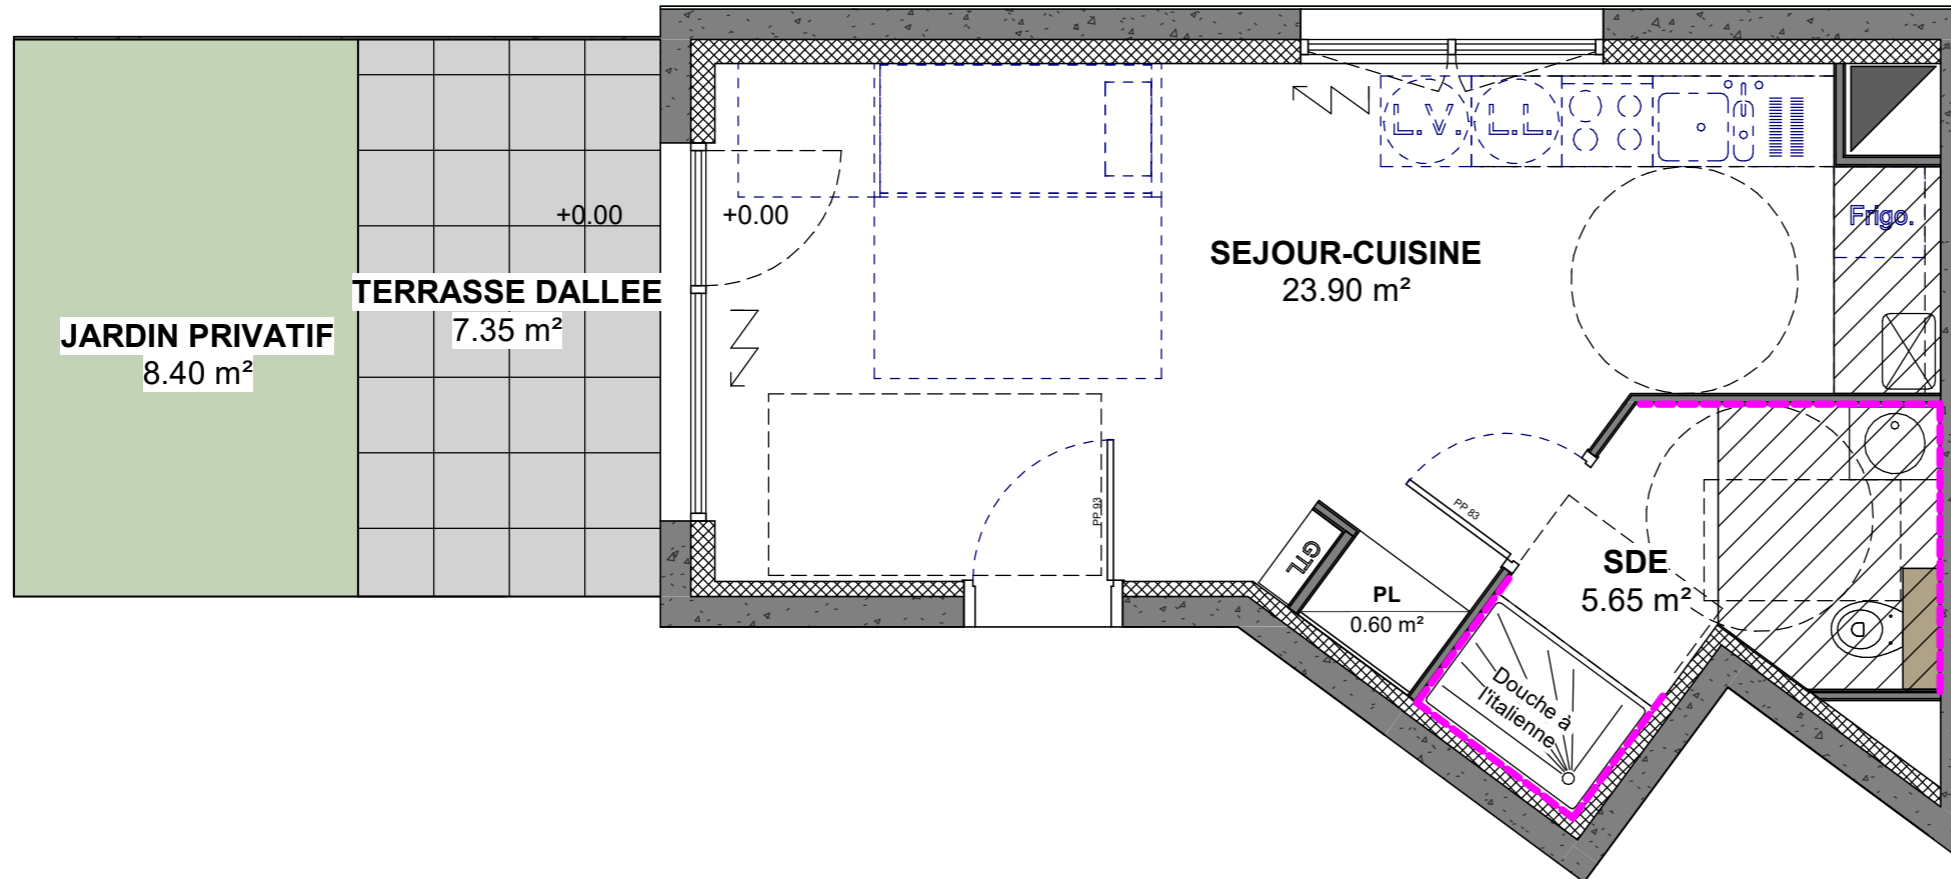 JARDIN PRIVATIF
8.40 m²
TERRASSE DALLEE
7.35 m²
+0.00
+0.00
SEJOUR-CUISINE
23.90 m²
L.V.
L.L.
Frigo.
PP 93
PP 83
GTL
PL
0.60 m²
SDE
5.65 m²
Douche à
l'italienne